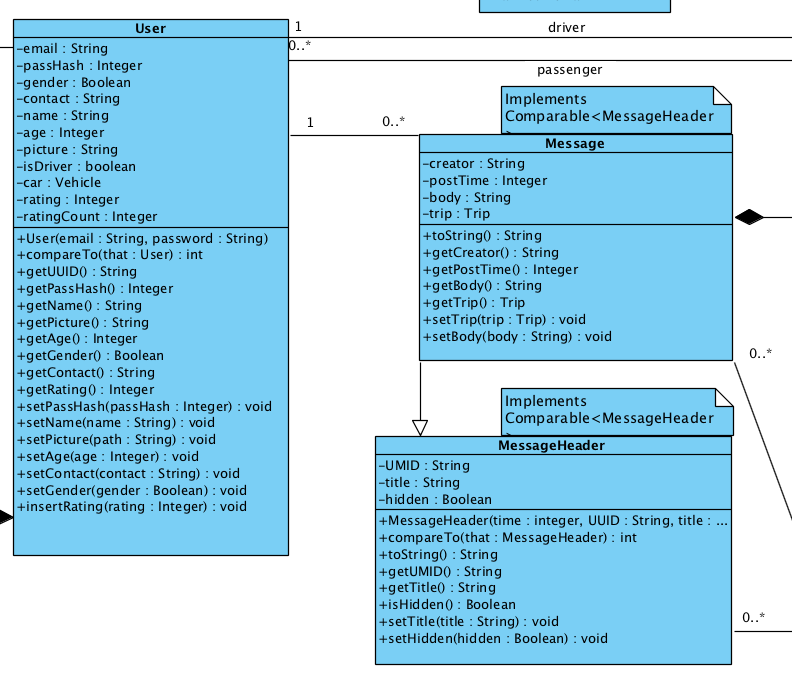 User
-email : String
-passHash : Integer
-gender : Boolean
-contact : String
-name : String
-age : Integer
-picture : String
-isDriver : boolean
-car : Vehicle
-rating : Integer
-ratingCount : Integer
+User(email : String, password : String)
+compareTo(that : User) : int
+getUUID() : String
+getPassHash() : Integer
+getName() : String
+getPicture() : String
+getAge() : Integer
+getGender() : Boolean
+getContact() : String
+getRating() : Integer
+setPassHash(passHash : Integer) : void
+setName(name : String) : void
+setPicture(path : String) : void
+setAge(age : Integer) : void
+setContact(contact : String) : void
+setGender(gender : Boolean) : void
+insertRating(rating : Integer) : void
1
driver
0..*
passenger
1
0..*
Implements
Comparable<MessageHeader
Message
-creator : String
-postTime : Integer
-body : String
-trip : Trip
+toString() : String
+getCreator() : String
+getPostTime() : Integer
+getBody() : String
+getTrip() : Trip
+setTrip(trip : Trip) : void
+setBody(body : String) : void
0..*
Implements
Comparable<MessageHeader
MessageHeader
-UMID : String
-title : String
-hidden : Boolean
+MessageHeader(time : integer, UUID : String, title : ...
+compareTo(that : MessageHeader) : int
+toString() : String
+getUMID() : String
+getTitle() : String
+isHidden() : Boolean
+setTitle(title : String) : void
+setHidden(hidden : Boolean) : void
0..*